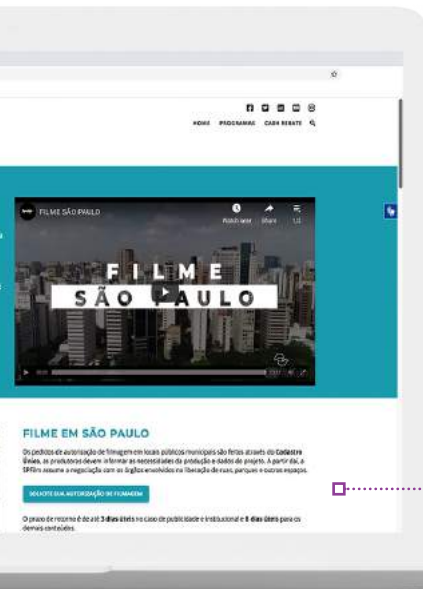 HOME PROGRAMAS CASH REBATE
FILME SÃO PAULO
Watch later Share
FILME
SÃO PAULO
FILME EM SÃO PAULO
Os pedidos de autorização de filmagem em locais públicos municipais são feitos através do Cadastro
Único, as produtoras devem informar as necessidades da produção e dados do projeto. A partir daí, a
SPFilm assume a negociação com os órgãos envolvidos na liberação de ruas, parques e outros espaços.
SOLICITE SUA AUTORIZAÇÃO DE FILMAGEM
O prazo de retorno é de até 3 dias úteis no caso de publicidade e institucional e 8 dias úteis para os
demais conteúdos.